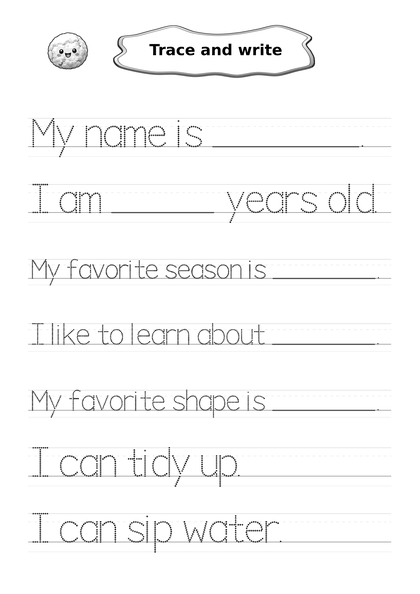 Trace and write
My name is ____________.
I am ________ years old.
My favorite season is ________.
I like to learn about ________.
My favorite shape is ________.
I can tidy up.
I can sip water.